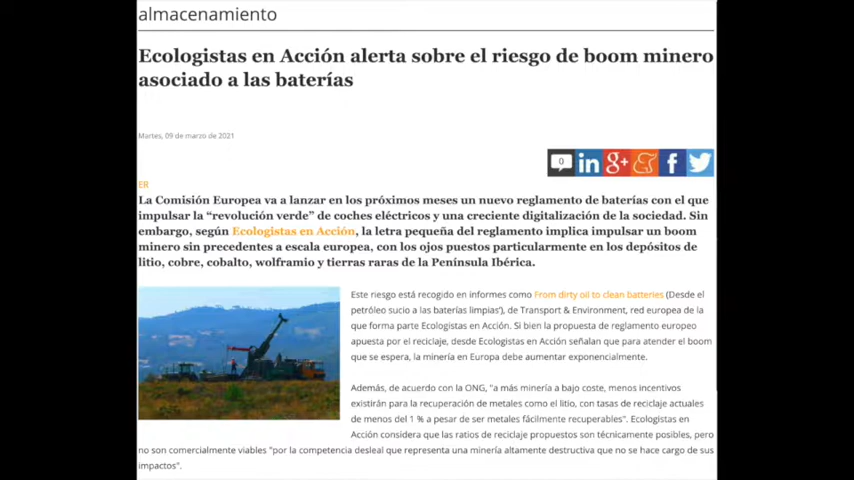 almacenamiento
Ecologistas en Acción alerta sobre el riesgo de boom minero
asociado a las baterías
Martes, 09 de marzo de 2021
0
in
g+
f
ER
La Comisión Europea va a lanzar en los próximos meses un nuevo reglamento de baterías con el que
impulsar la “revolución verde” de coches eléctricos y una creciente digitalización de la sociedad. Sin
embargo, según Ecologistas en Acción, la letra pequeña del reglamento implica impulsar un boom
minero sin precedentes a escala europea, con los ojos puestos particularmente en los depósitos de
litio, cobre, cobalto, wolframio y tierras raras de la Península Ibérica.
Este riesgo está recogido en informes como From dirty oil to clean batteries (Desde el
petróleo sucio a las baterías limpias'), de Transport & Environment, red europea de la
que forma parte Ecologistas en Acción. Si bien la propuesta de reglamento europeo
apuesta por el reciclaje, desde Ecologistas en Acción señalan que para atender el boom
que se espera, la minería en Europa debe aumentar exponencialmente.
Además, de acuerdo con la ONG, "a más minería a bajo coste, menos incentivos
existirán para la recuperación de metales como el litio, con tasas de reciclaje actuales
de menos del 1 % a pesar de ser metales fácilmente recuperables". Ecologistas en
Acción considera que las ratios de reciclaje propuestos son técnicamente posibles, pero
no son comercialmente viables "por la competencia desleal que representa una minería altamente destructiva que no se hace cargo de sus
impactos".